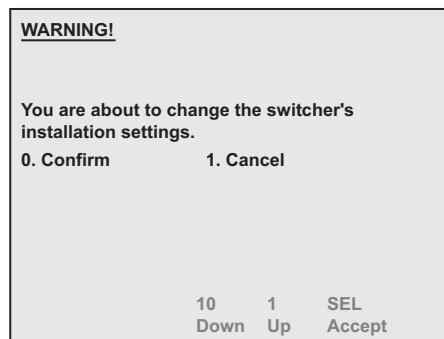 WARNING!
You are about to change the switcher's
installation settings.
0. Confirm 1. Cancel
10 1 SEL
Down Up Accept